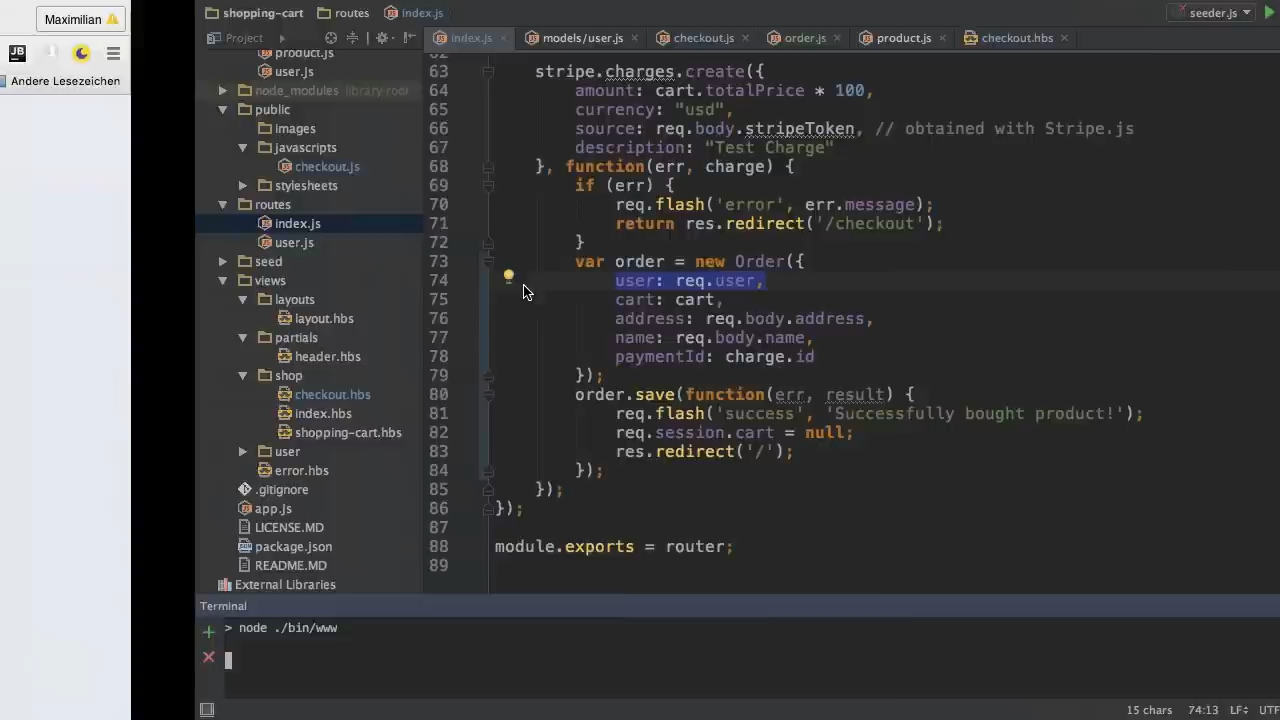 Maximilian
JB
Andere Lesezeichen
shopping-cart routes index.js
seeder.js
Project
index.js models/user.js checkout.js order.js product.js checkout.hbs
product.js
user.js
node_modules library root
public
images
javascripts
checkout.js
stylesheets
routes
index.js
user.js
seed
views
layouts
layout.hbs
partials
header.hbs
shop
checkout.hbs
index.hbs
shopping-cart.hbs
user
error.hbs
.gitignore
app.js
LICENSE.MD
package.json
README.MD
External Libraries
62
63 stripe.charges.create({
64 amount: cart.totalPrice * 100,
65 currency: "usd",
66 source: req.body.stripeToken, // obtained with Stripe.js
67 description: "Test Charge"
68 }, function(err, charge) {
69 if (err) {
70 req.flash('error', err.message);
71 return res.redirect('/checkout');
72 }
73 var order = new Order({
74 user: req.user,
75 cart: cart,
76 address: req.body.address,
77 name: req.body.name,
78 paymentId: charge.id
79 });
80 order.save(function(err, result) {
81 req.flash('success', 'Successfully bought product!');
82 req.session.cart = null;
83 res.redirect('/');
84 });
85 });
86 });
87
88 module.exports = router;
89
Terminal
> node ./bin/www
15 chars 74:13 LF÷ UTF